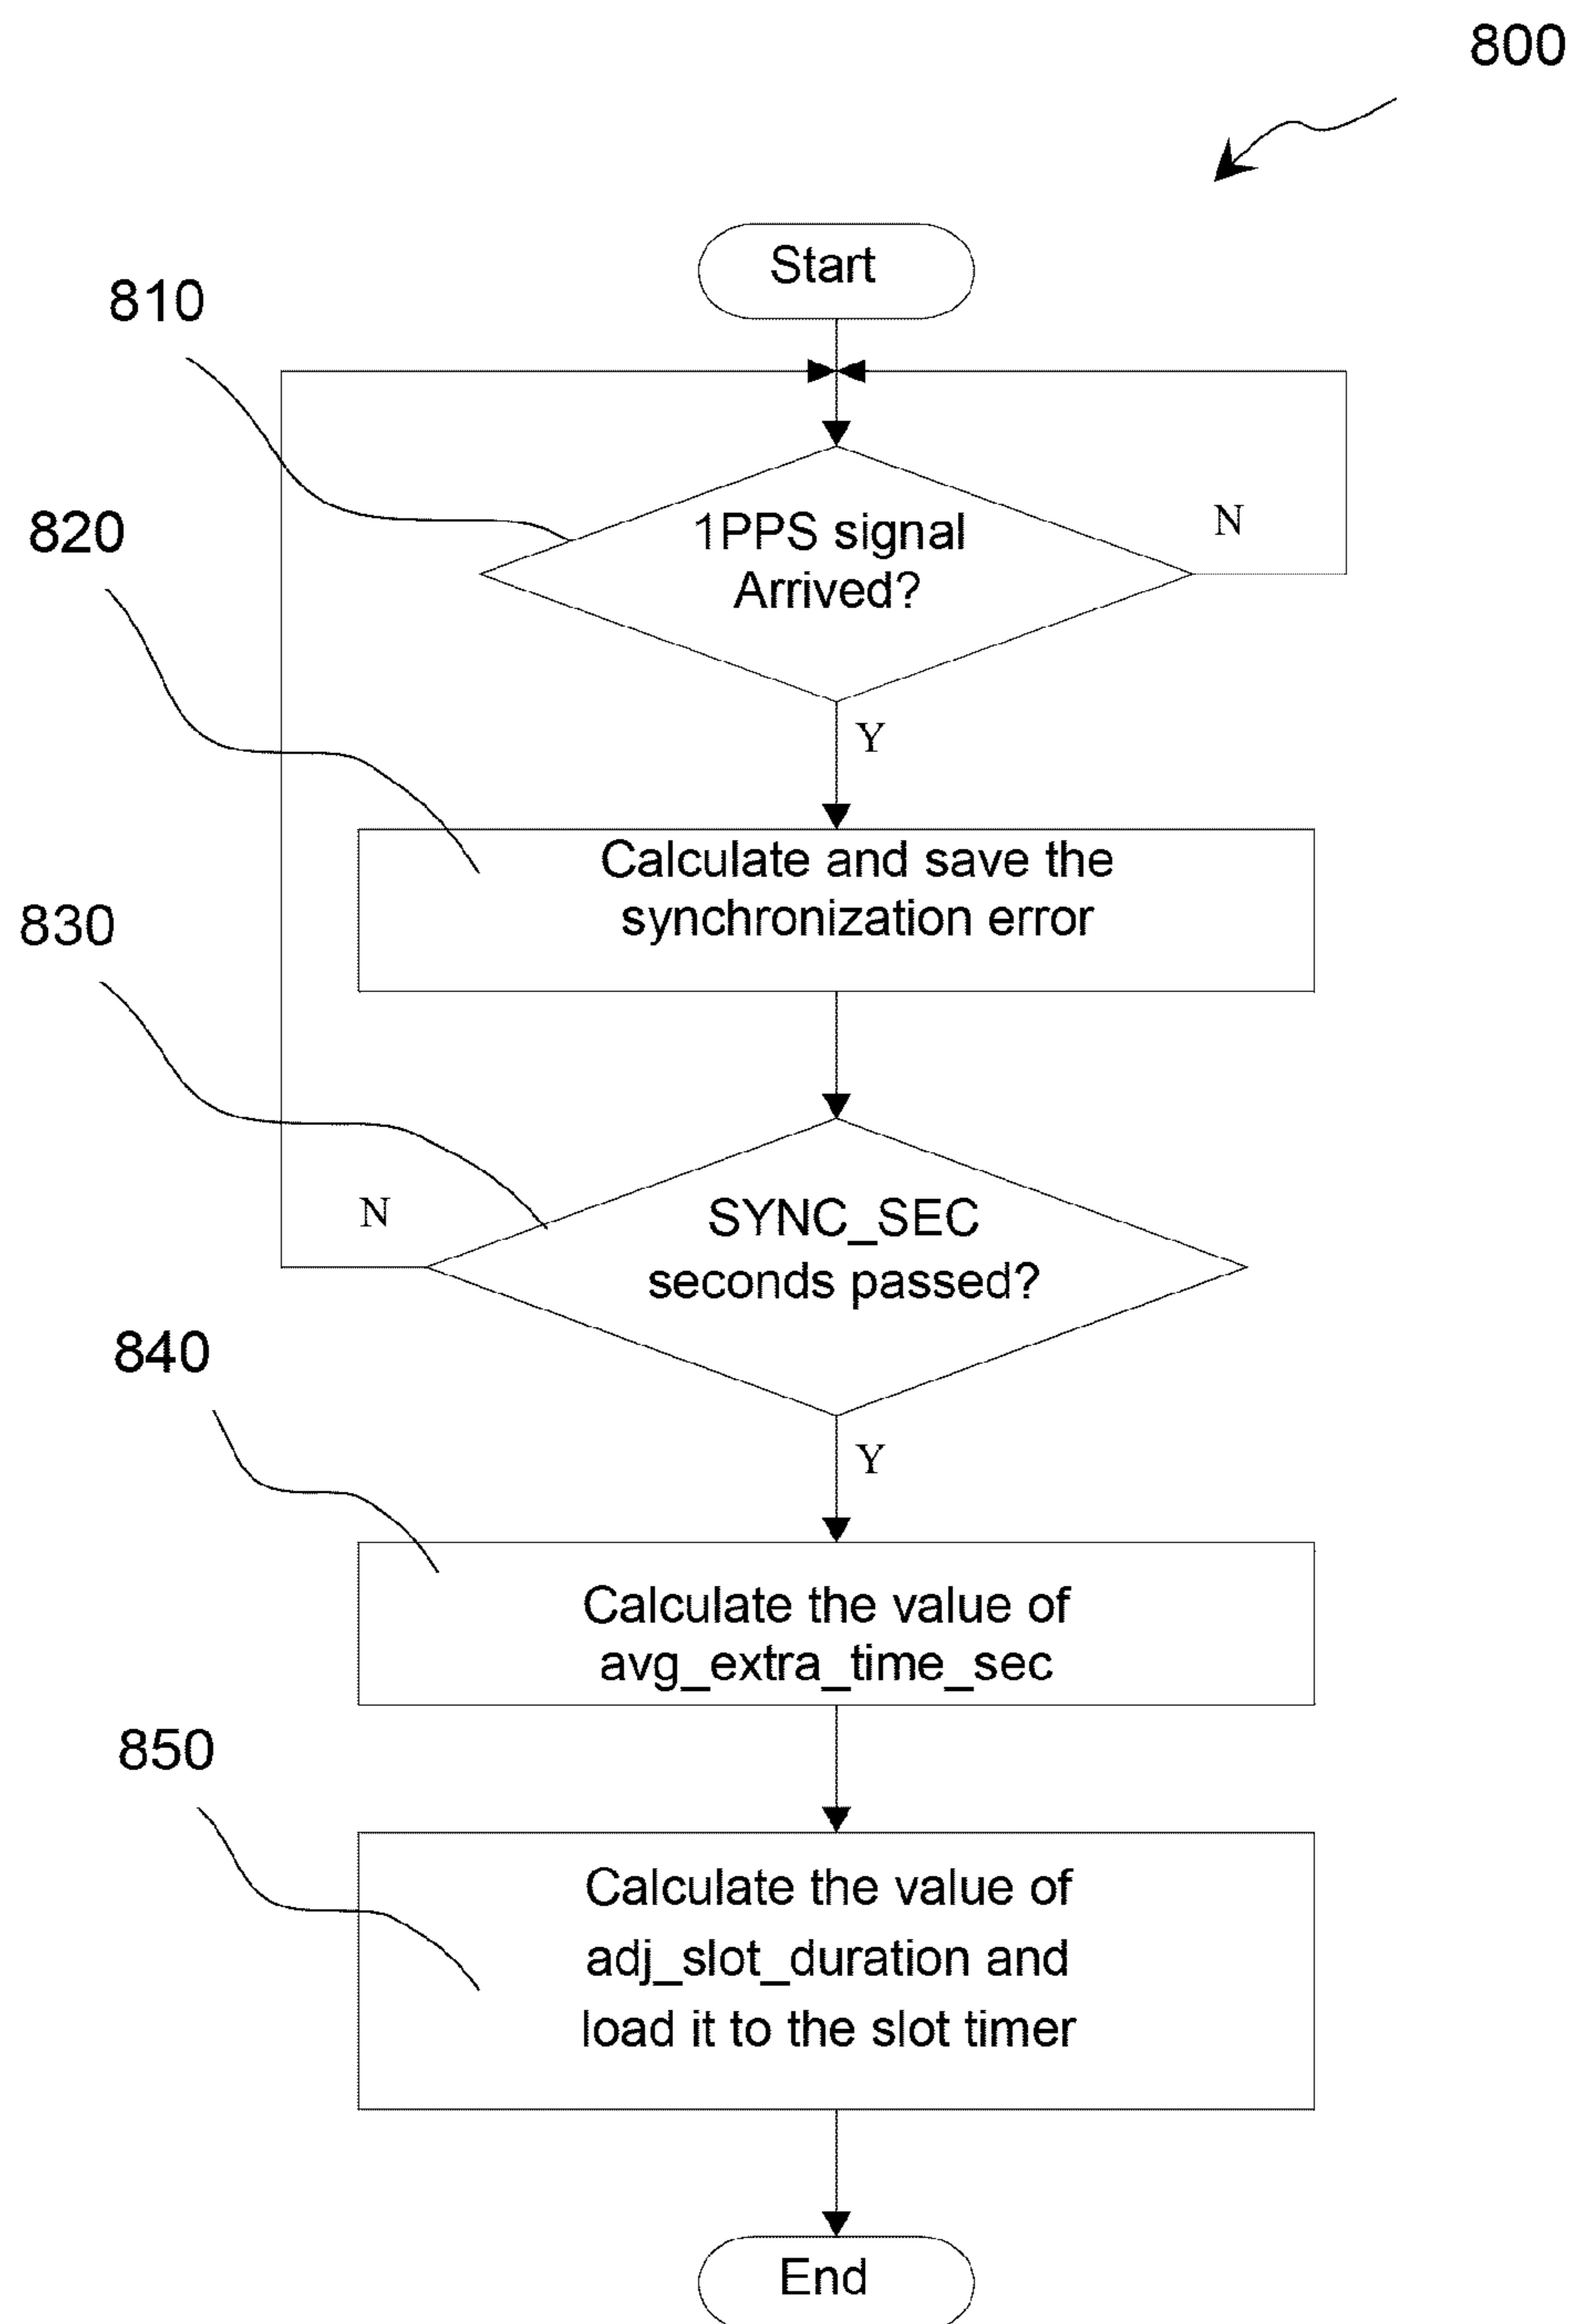 800
Start
810
1PPS signal
Arrived?
N
820
Y
Calculate and save the
synchronization error
830
SYNC_SEC
seconds passed?
N
840
Y
Calculate the value of
avg_extra_time_sec
850
Calculate the value of
adj_slot_duration and
load it to the slot timer
End